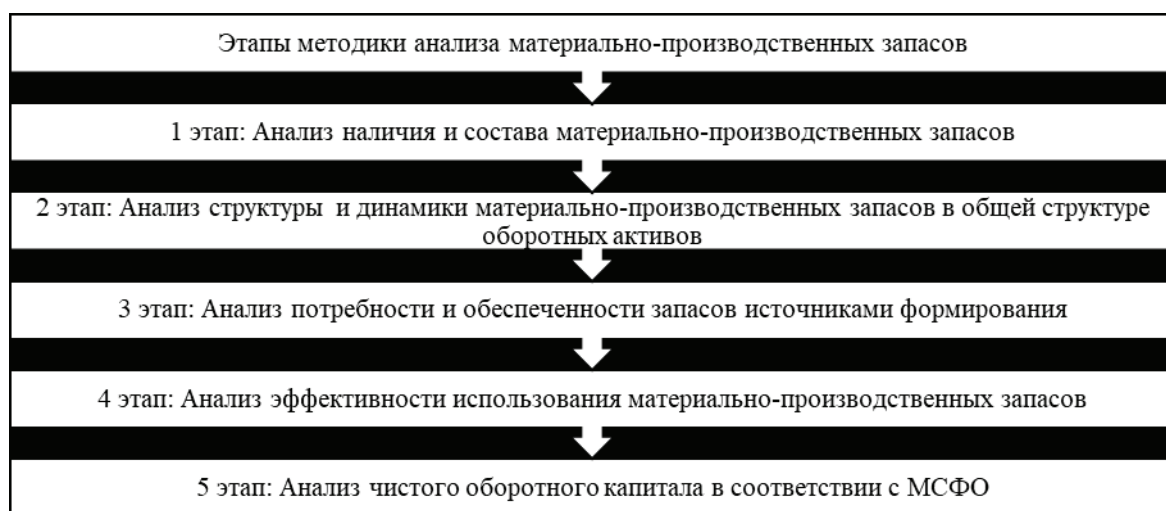 Этапы методики анализа материально-производственных запасов
1 этап: Анализ наличия и состава материально-производственных запасов
2 этап: Анализ структуры и динамики материально-производственных запасов в общей структуре
оборотных активов
3 этап: Анализ потребности и обеспеченности запасов источниками формирования
4 этап: Анализ эффективности использования материально-производственных запасов
5 этап: Анализ чистого оборотного капитала в соответствии с МСФО